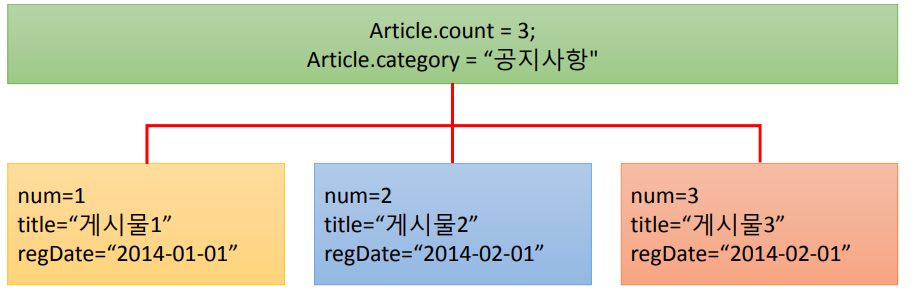 Article.count = 3;
Article.category = “공지사항"
num=1
title=“게시물1”
regDate=“2014-01-01”
num=2
title=“게시물2”
regDate=“2014-02-01”
num=3
title=“게시물3”
regDate=“2014-02-01”